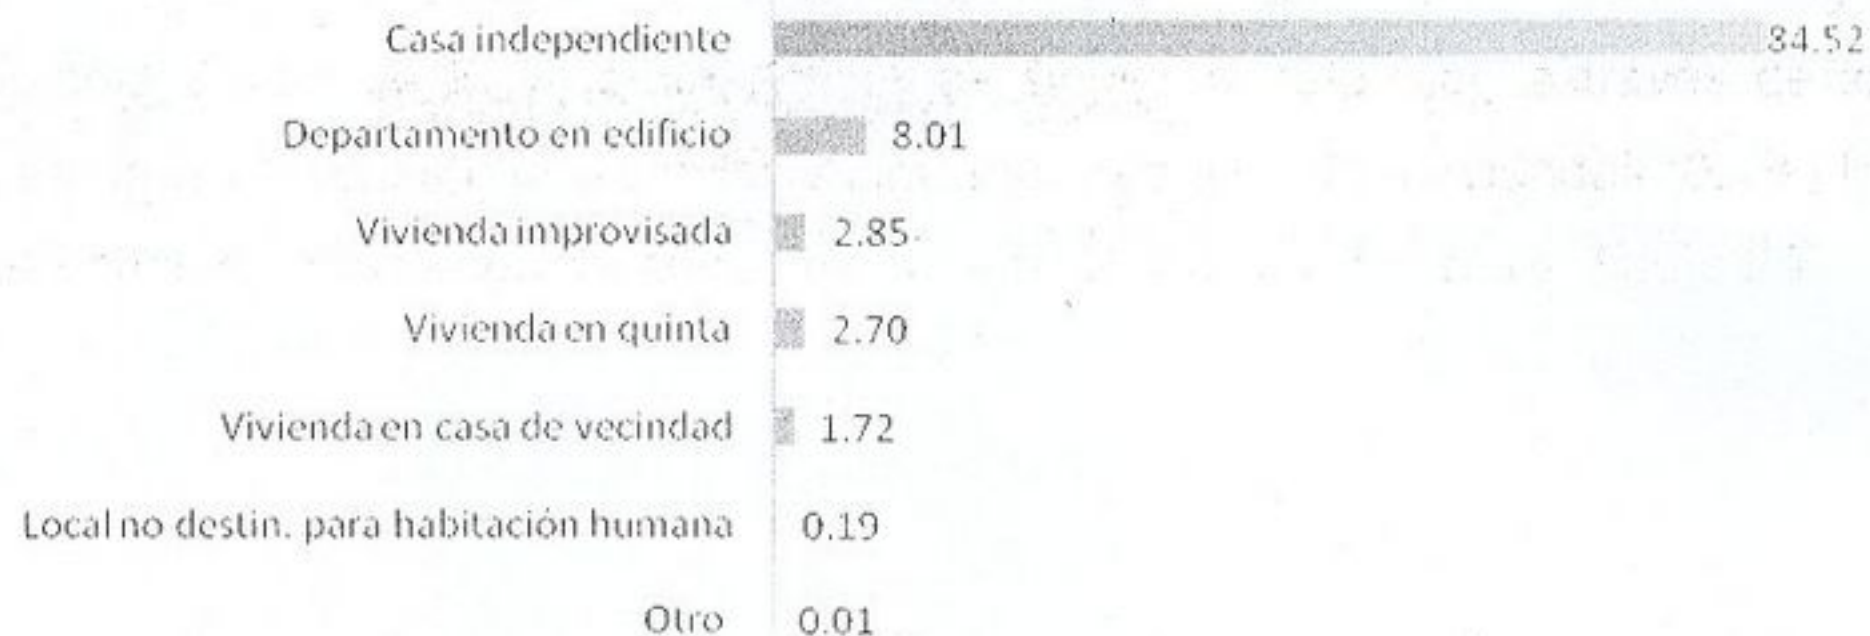 Casa independiente 84.52
Departamento en edificio 8.01
Vivienda improvisada 2.85
Vivienda en quinta 2.70
Vivienda en casa de vecindad 1.72
Local no destin. para habitación humana 0.19
Otro 0.01